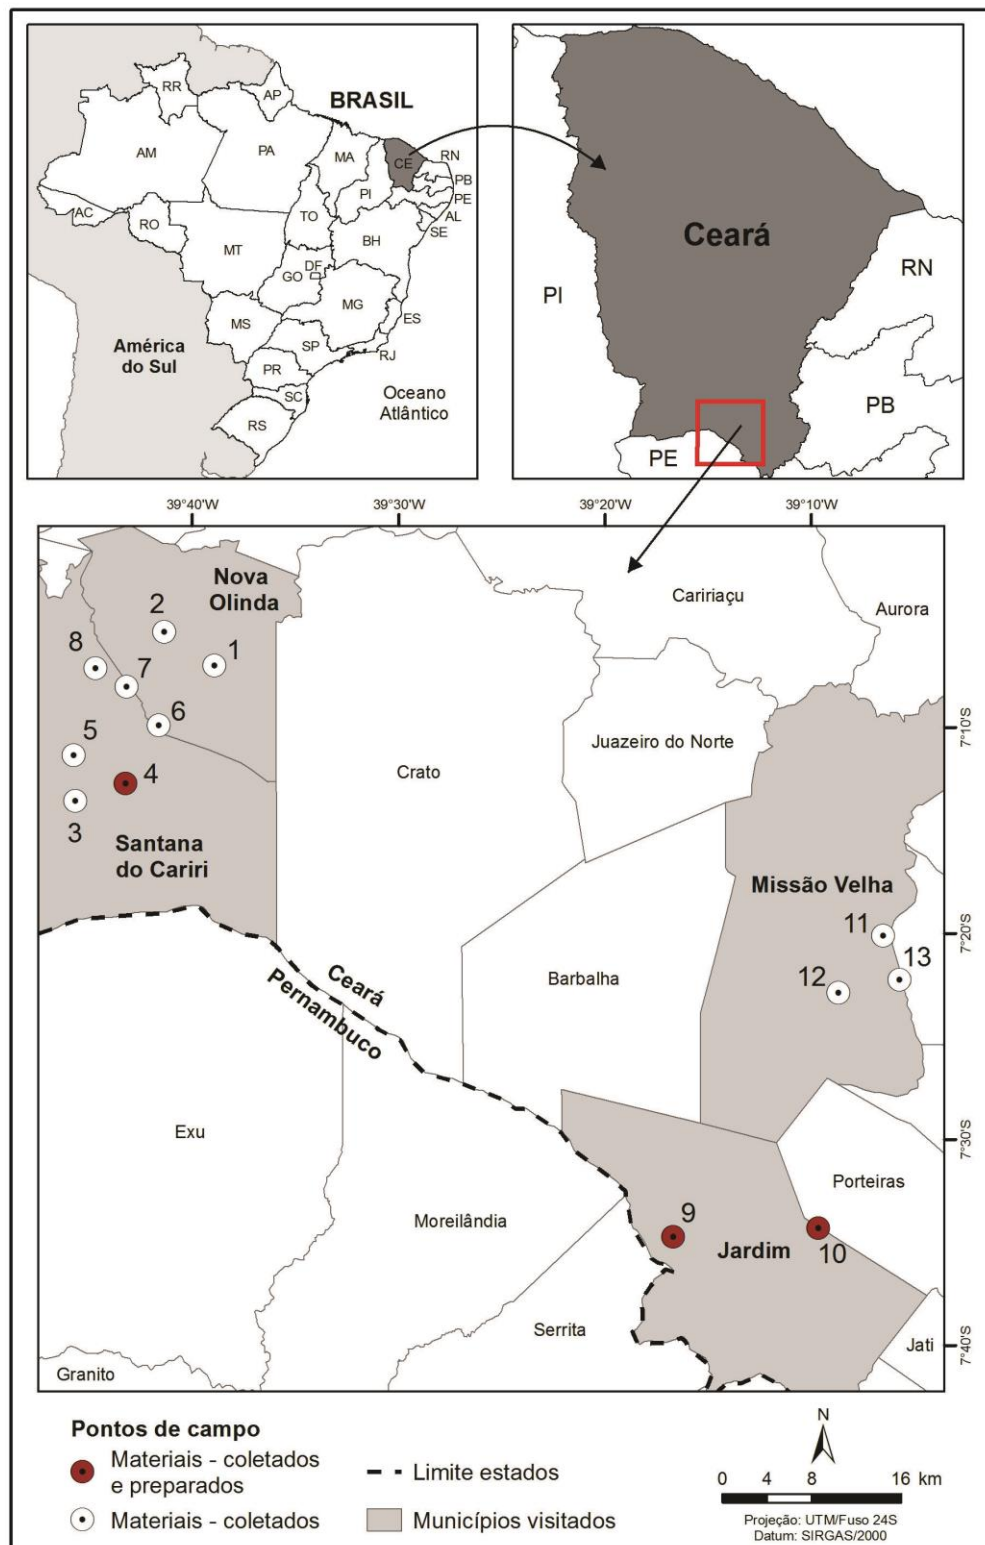 BRASIL
RR
AP
AM
PA
MA
CE
RN
PB
PE
AL
SE
PI
AC
RO
TO
BH
MT
DF
GO
MG
ES
MS
SP
RJ
PR
SC
RS
América
do Sul
Oceano
Atlântico
Ceará
PI
RN
PB
PE
39°40'W
39°30'W
39°20'W
39°10'W
Nova
Olinda
2
1
8
7
6
5
4
3
Santana
do Cariri
Crato
Caririaçu
Aurora
Juazeiro do Norte
7°10'S
Missão Velha
11
13
12
7°20'S
Barbalha
Ceará
Pernambuco
Exu
Moreilândia
7°30'S
Porteiras
9
Jardim
10
Serrita
Jati
7°40'S
Granito
Pontos de campo
Materiais - coletados
e preparados
Materiais - coletados
Limite estados
Municípios visitados
N
0 4 8 16 km
Projeção: UTM/Fuso 24S
Datum: SIRGAS/2000